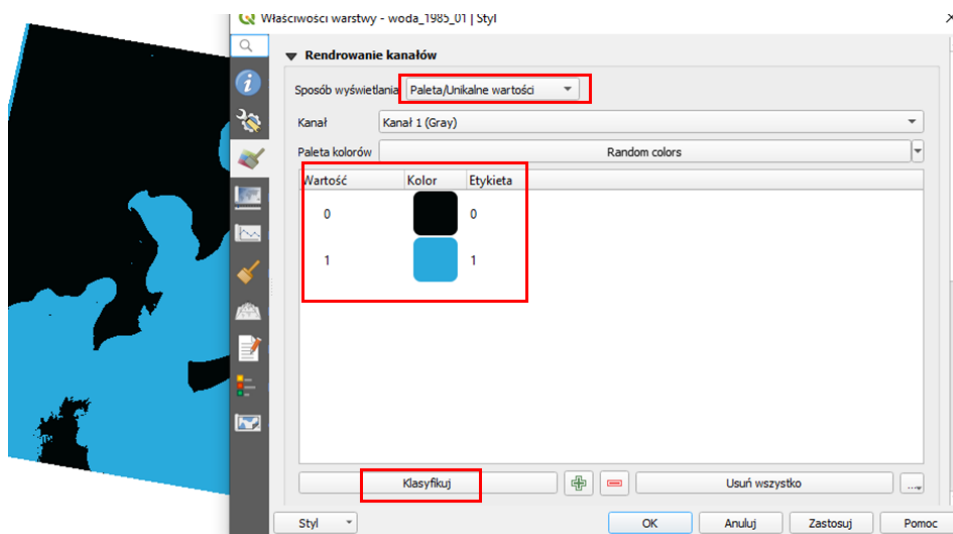 Właściwości warstwy - woda_1985_01 | Styl
Rendrowanie kanałów
Sposób wyświetlania Paleta/Unikalne wartości
Kanał Kanał 1 (Gray)
Paleta kolorów Random colors
Wartość Kolor Etykieta
0 0
1 1
Klasyfikuj Usuń wszystko ...
Styl OK Anuluj Zastosuj Pomoc